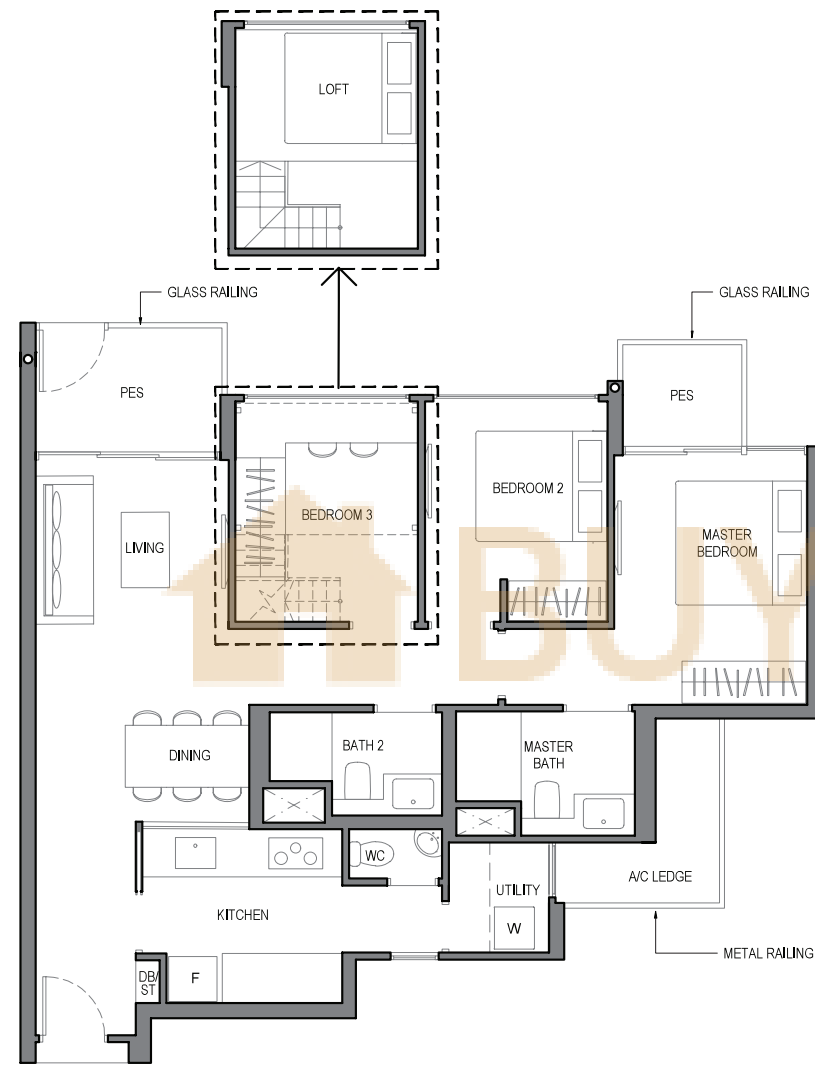 LOFT
GLASS RAILING
GLASS RAILING
PES
PES
BEDROOM 2
BEDROOM 3
LIVING
MASTER
BEDROOM
BUY
DINING
BATH 2
MASTER
BATH
WC
UTILITY
A/C LEDGE
KITCHEN
W
METAL RAILING
DB/
ST
F